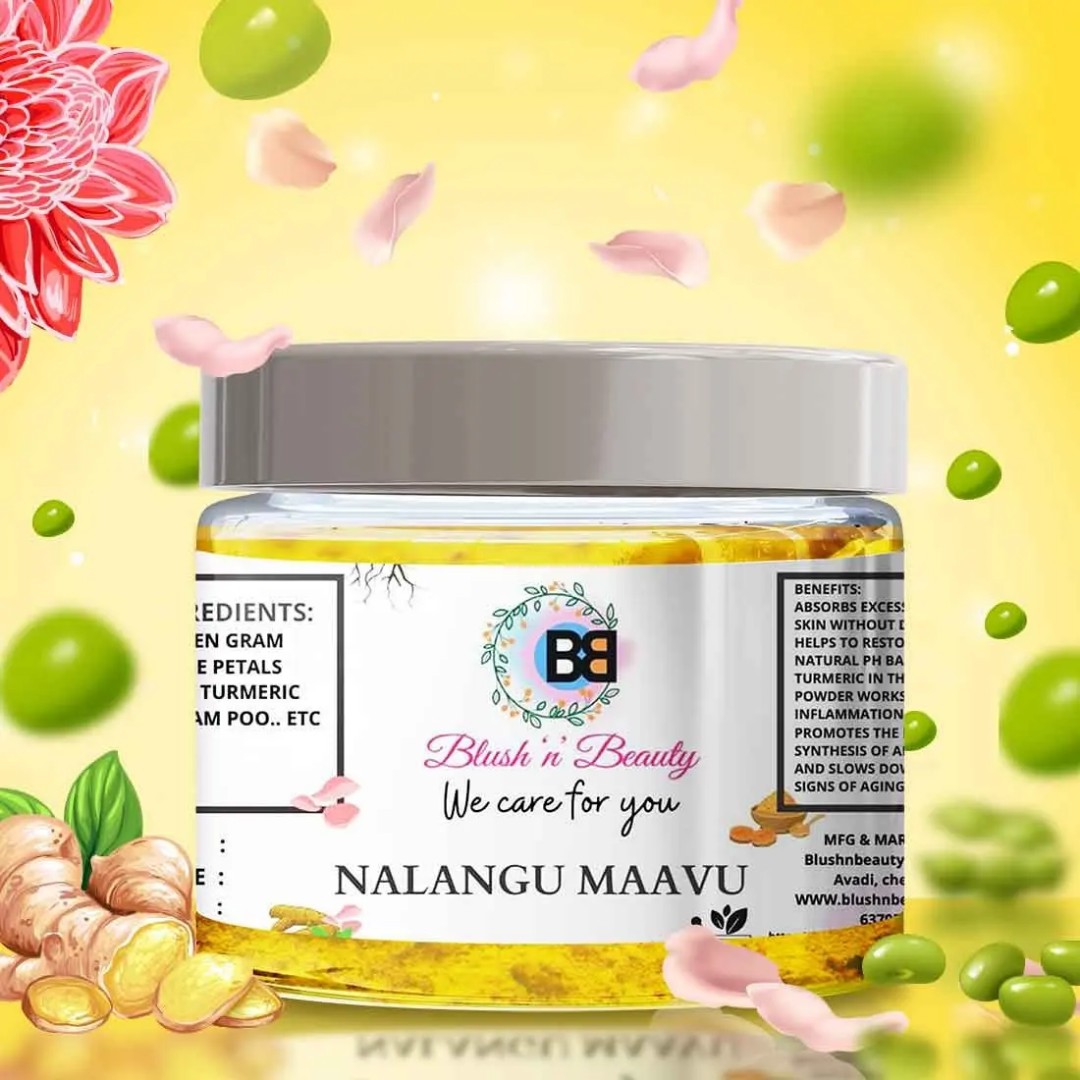 REDIENTS:
EN GRAM
E PETALS
TURMERIC
AM POO.. ETC
:
E :
:
BB
Blush 'n' Beauty
We care for you
NALANGU MAAVU
BENEFITS:
ABSORBS EXCESS
SKIN WITHOUT D
HELPS TO RESTO
NATURAL PH BA
TURMERIC IN TH
POWDER WORKS
INFLAMMATION
PROMOTES THE
SYNTHESIS OF A
AND SLOWS DOW
SIGNS OF AGING
MFG & MAR
Blushnbeauty
Avadi, che
WWW.blushnbe